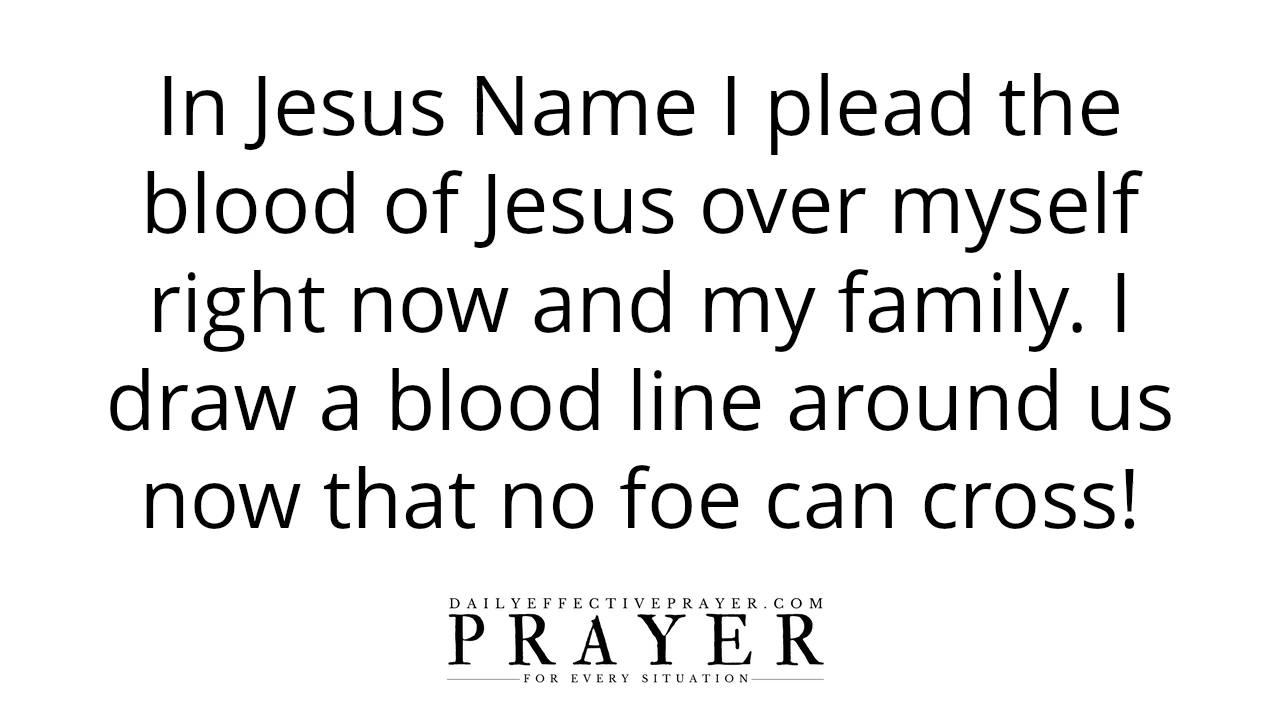 In Jesus Name I plead the
blood of Jesus over myself
right now and my family. I
draw a blood line around us
now that no foe can cross!
DAILYEFFECTIVEPRAYER.COM
PRAYER
FOR EVERY SITUATION